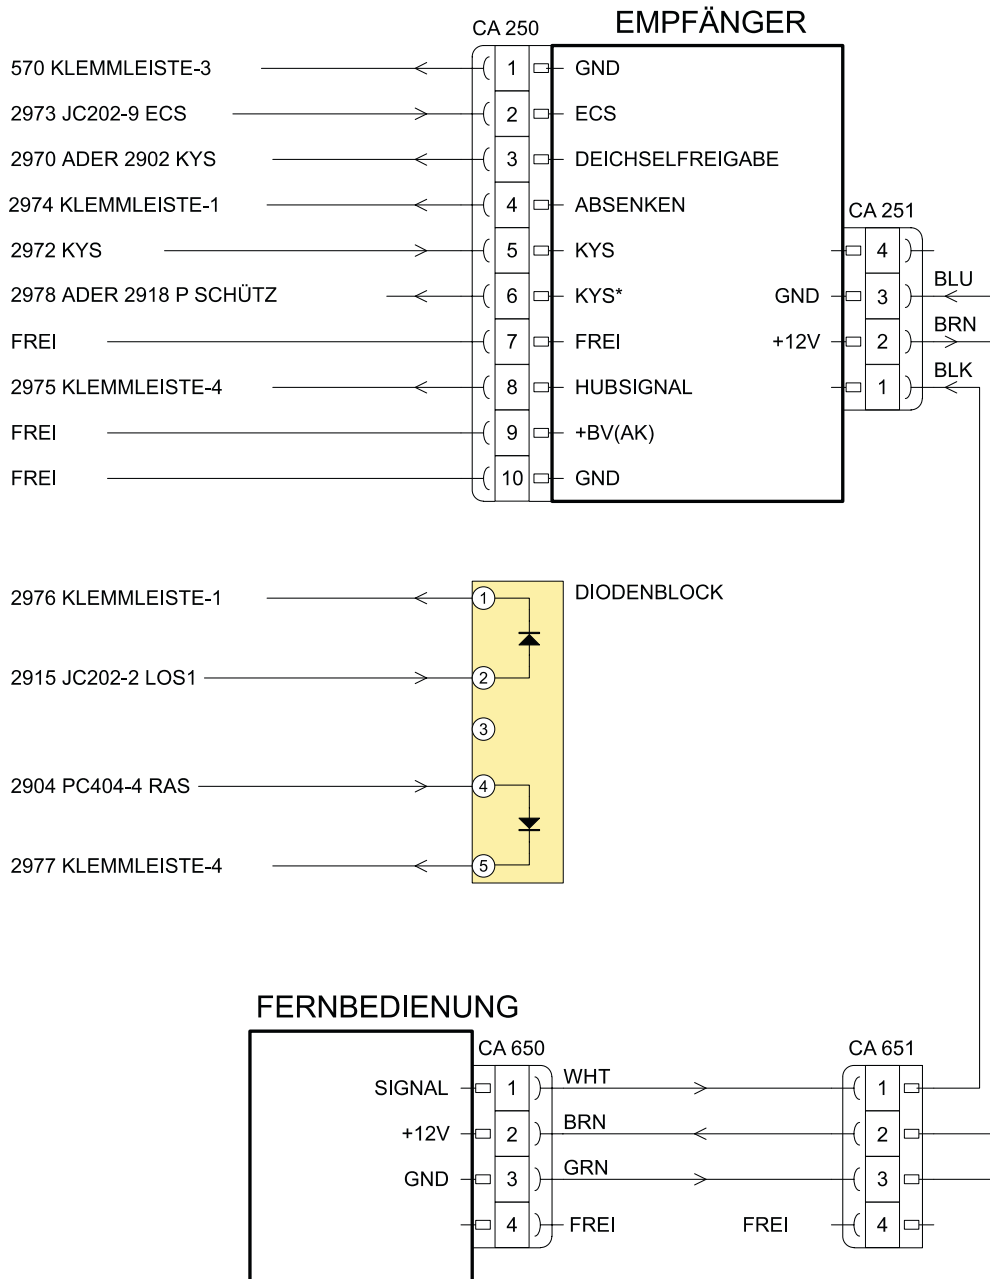 EMPFÄNGER
CA 250
570 KLEMMLEISTE-3 1 GND
2973 JC202-9 ECS 2 ECS
2970 ADER 2902 KYS 3 DEICHSELFREIGABE
2974 KLEMMLEISTE-1 4 ABSENKEN
CA 251
2972 KYS 5 KYS 4
2978 ADER 2918 P SCHÜTZ 6 KYS* GND 3 BLU
FREI 7 FREI +12V 2 BRN
2975 KLEMMLEISTE-4 8 HUBSIGNAL 1 BLK
FREI 9 +BV(AK)
FREI 10 GND
DIODENBLOCK
2976 KLEMMLEISTE-1 1
2915 JC202-2 LOS1 2
3
2904 PC404-4 RAS 4
2977 KLEMMLEISTE-4 5
FERNBEDIENUNG
CA 650 CA 651
SIGNAL 1 WHT 1
+12V 2 BRN 2
GND 3 GRN 3
4 FREI FREI 4